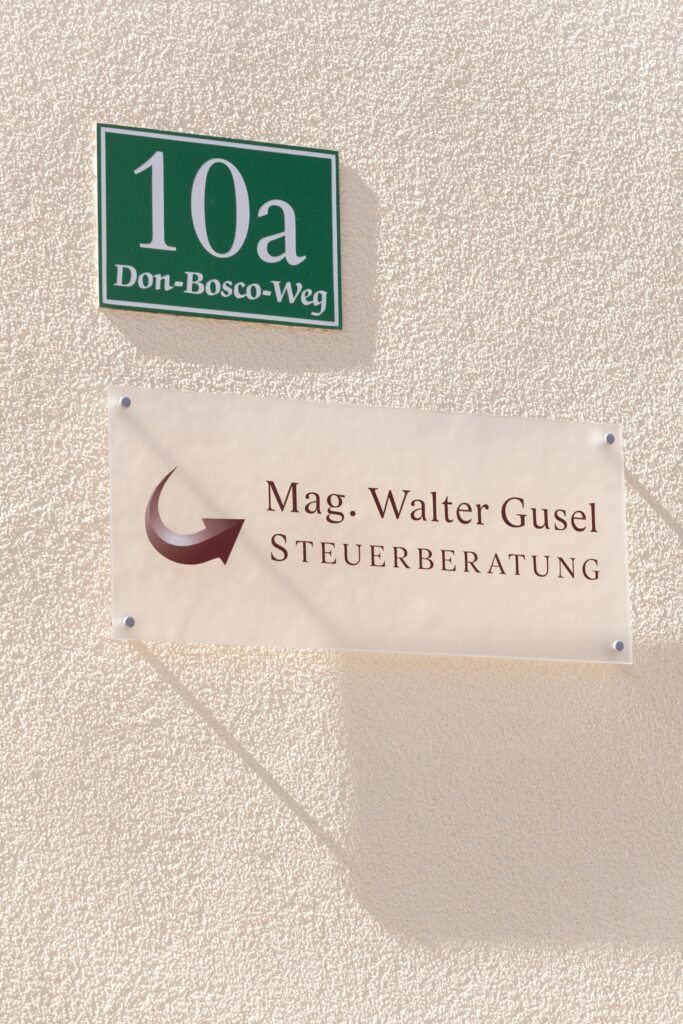 10a
Don-Bosco-Weg
Mag. Walter Gusel
STEUERBERATUNG